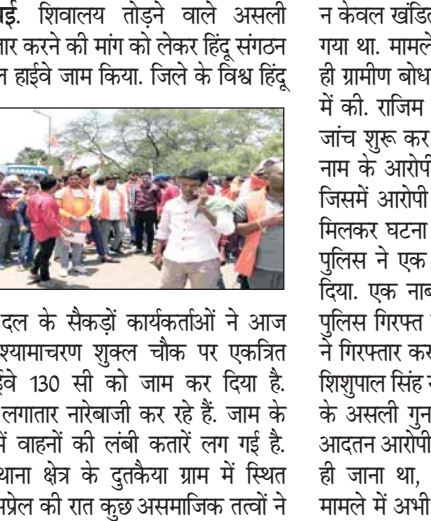 शिवालय तोड़ने वाले असली
करने की मांग को लेकर हिंदू संगठन
हाईवे जाम किया. जिले के विश्व हिंदू
दल के सैकड़ों कार्यकर्ताओं ने आज
श्यामाचरण शुक्ल चौक पर एकत्रित
130 सी को जाम कर दिया है.
लगातार नारेबाजी कर रहे हैं. जाम के
में वाहनों की लंबी कतारें लग गई है.
क्षेत्र के दुतकैया ग्राम में स्थित
की रात कुछ असमाजिक तत्वों ने
न केवल
गया था. मामले
ही ग्रामीण
में की. राजिम
जांच शुरू कर
नाम के
जिसमें आरोपी
मिलकर घटना
पुलिस ने एक
दिया. एक
पुलिस गिरफ्त
ने गिरफ्तार
शिशुपाल सिंह
के असली
आदतन आरोपी
ही जाना था,
मामले में अभी